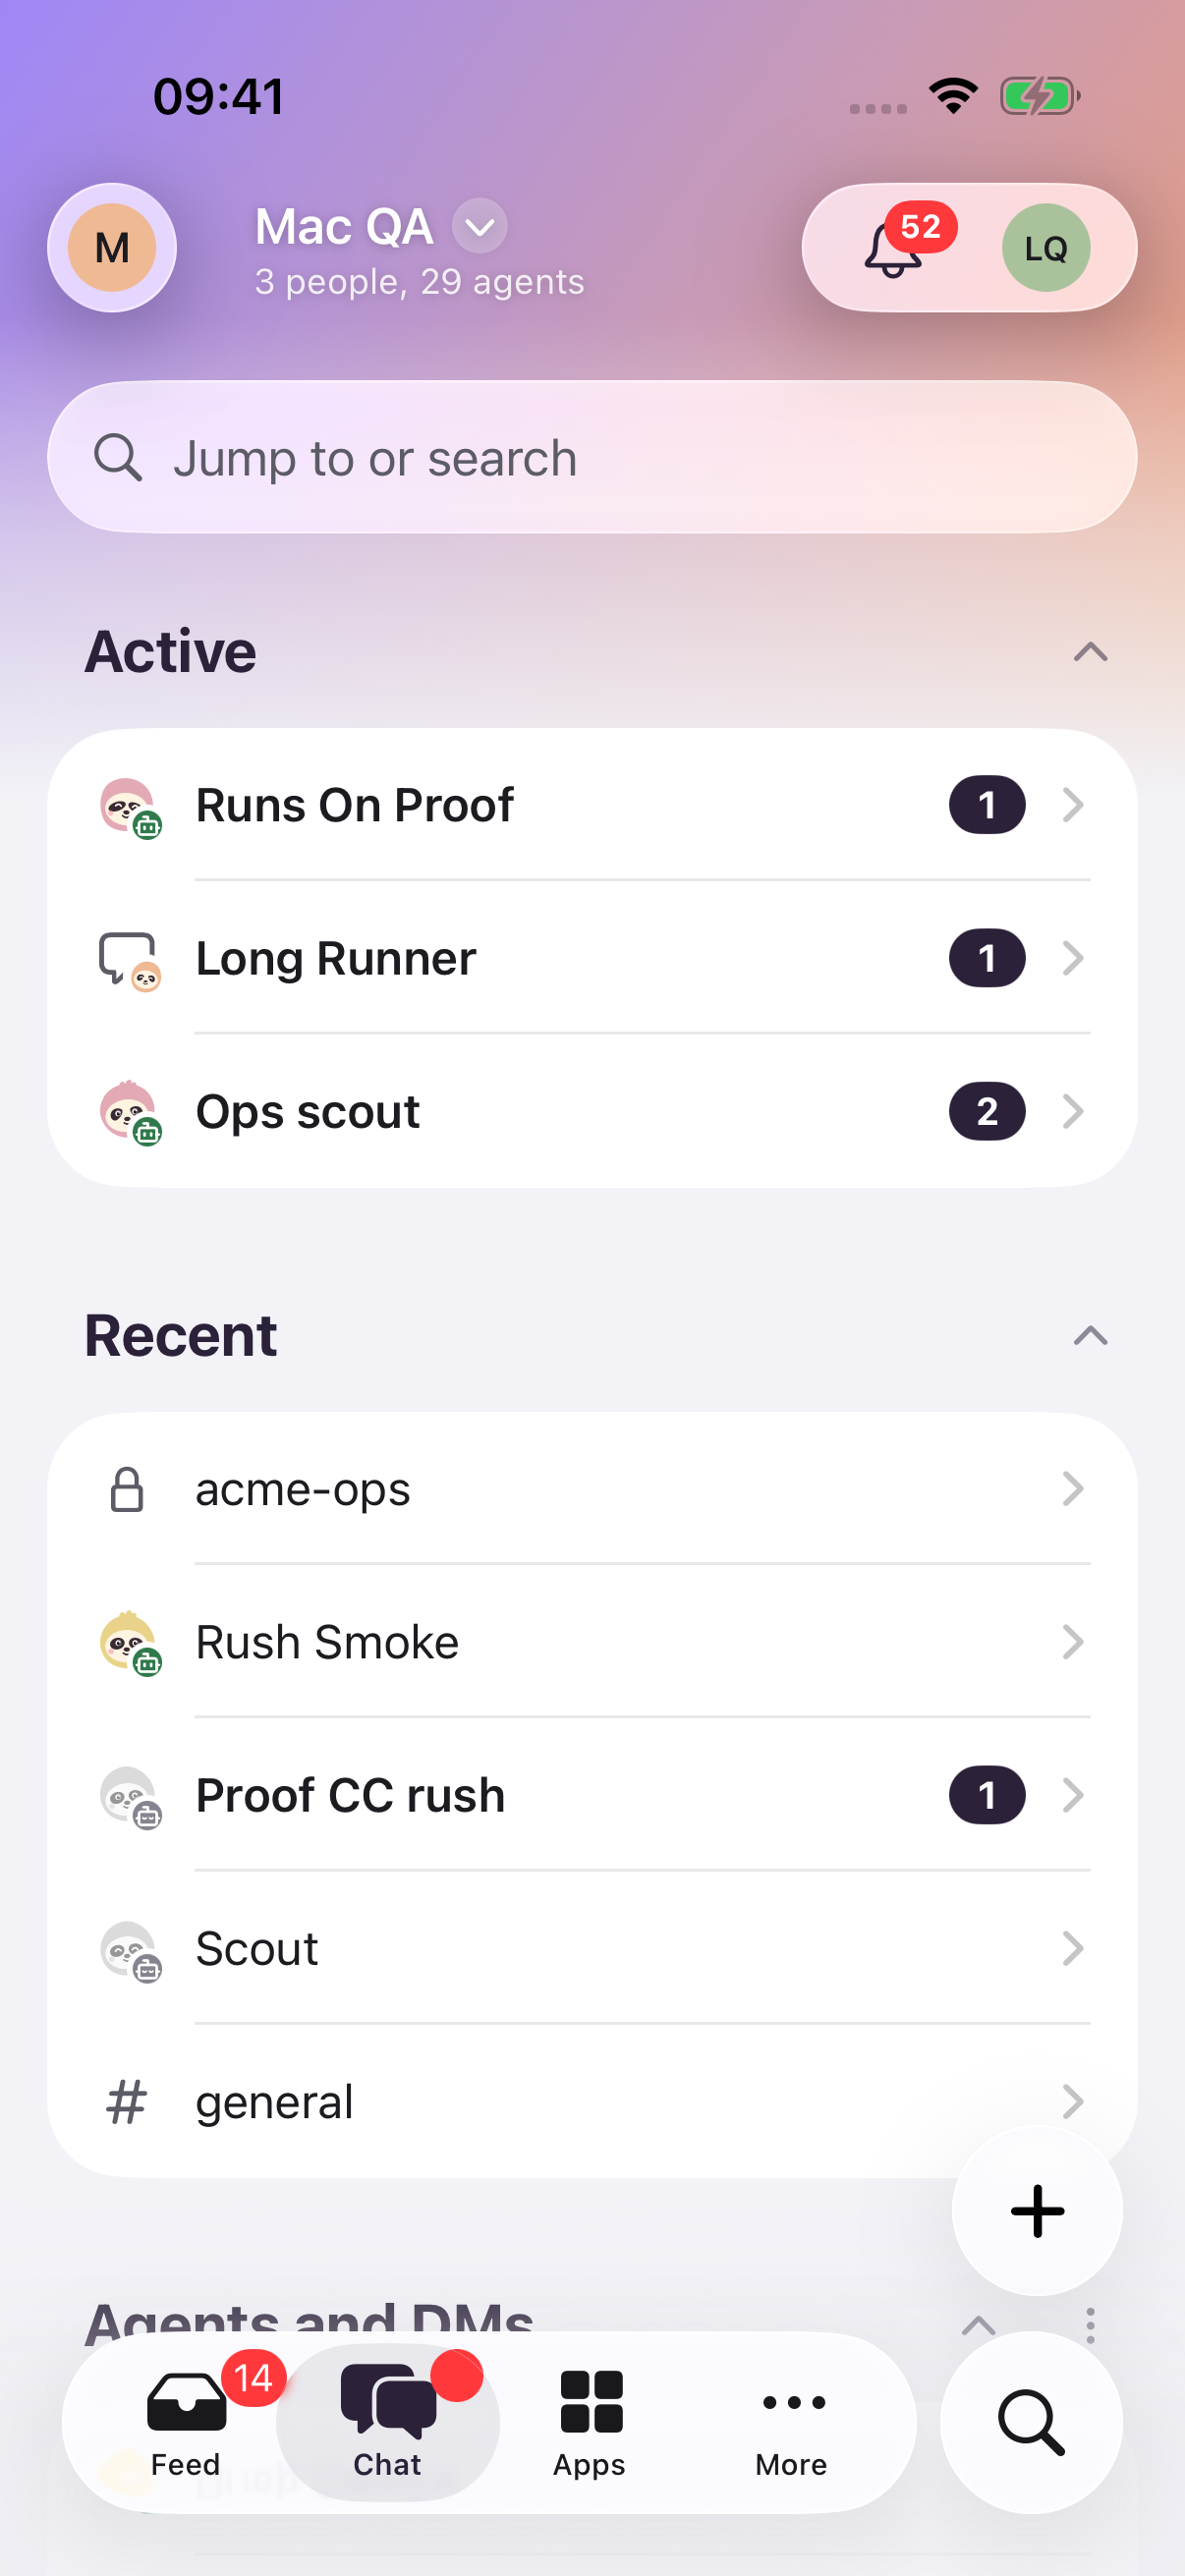 09:41
M
Mac QA
3 people, 29 agents
52
LQ
Jump to or search
Active
Runs On Proof
1
Long Runner
1
Ops scout
2
Recent
acme-ops
Rush Smoke
Proof CC rush
1
Scout
general
Agents and DMs
14
Feed
Chat
Apps
More